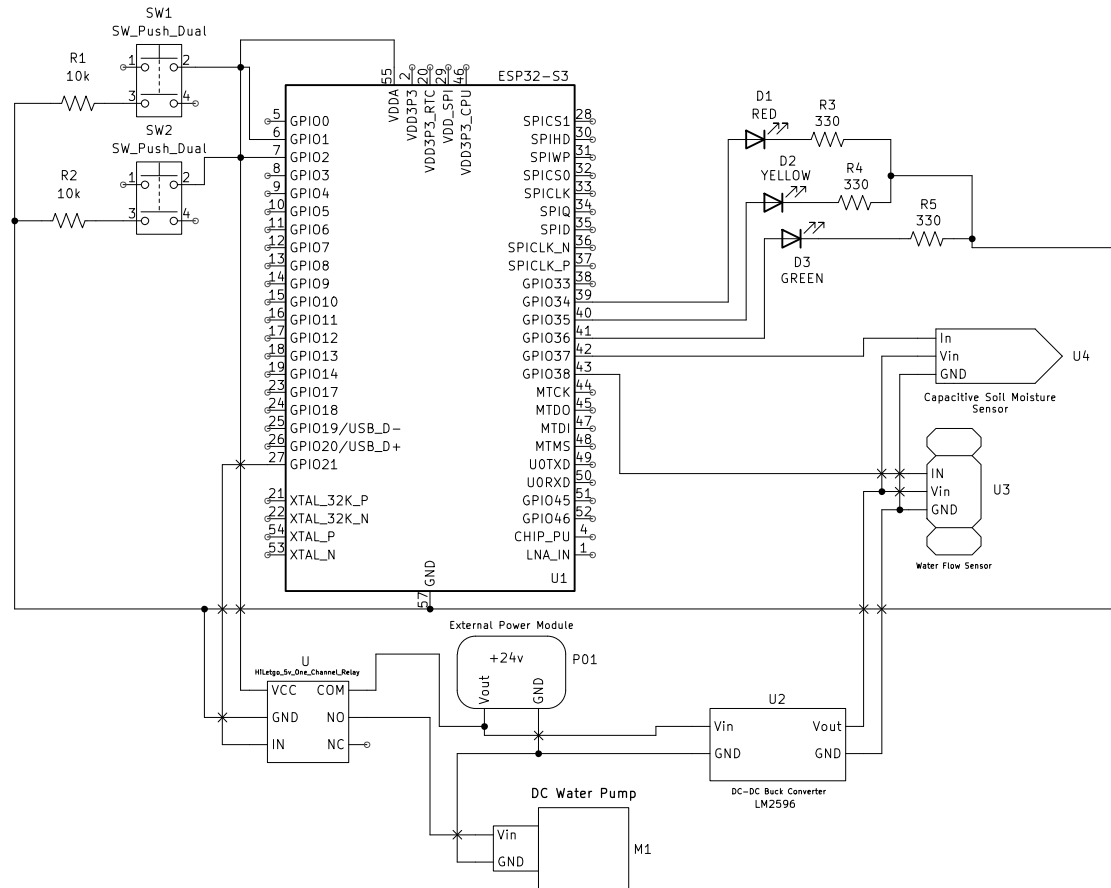 SW1
SW_Push_Dual
1
2
3
4
R1
10k
SW2
SW_Push_Dual
1
2
3
4
R2
10k
ESP32-S3
55
2
20
29
46
VDDA
VDD3P3
VDD3P3_RTC
VDD_SPI
VDD3P3_CPU
5 GPIO0
6 GPIO1
7 GPIO2
8 GPIO3
9 GPIO4
10 GPIO5
11 GPIO6
12 GPIO7
13 GPIO8
14 GPIO9
15 GPIO10
16 GPIO11
17 GPIO12
18 GPIO13
19 GPIO14
23 GPIO17
24 GPIO18
25 GPIO19/USB_D-
26 GPIO20/USB_D+
27 GPIO21
21 XTAL_32K_P
22 XTAL_32K_N
54 XTAL_P
53 XTAL_N
SPICS1 28
SPIHD 30
SPIWP 31
SPICS0 32
SPICLK 33
SPIQ 34
SPID 35
SPICLK_N 36
SPICLK_P 37
GPIO33 38
GPIO34 39
GPIO35 40
GPIO36 41
GPIO37 42
GPIO38 43
MTCK 44
MTDO 45
MTDI 47
MTMS 48
U0TXD 49
U0RXD 50
GPIO45 51
GPIO46 52
CHIP_PU 4
LNA_IN 1
GND
57
U1
D1
RED
R3
330
D2
YELLOW
R4
330
R5
330
D3
GREEN
In
Vin
GND
U4
Capacitive Soil Moisture
Sensor
IN
Vin
GND
U3
Water Flow Sensor
External Power Module
+24v
P01
Vout
GND
U
HiLetgo_5v_One_Channel_Relay
VCC COM
GND NO
IN NC
U2
Vin Vout
GND GND
DC-DC Buck Converter
LM2596
DC Water Pump
Vin
GND
M1